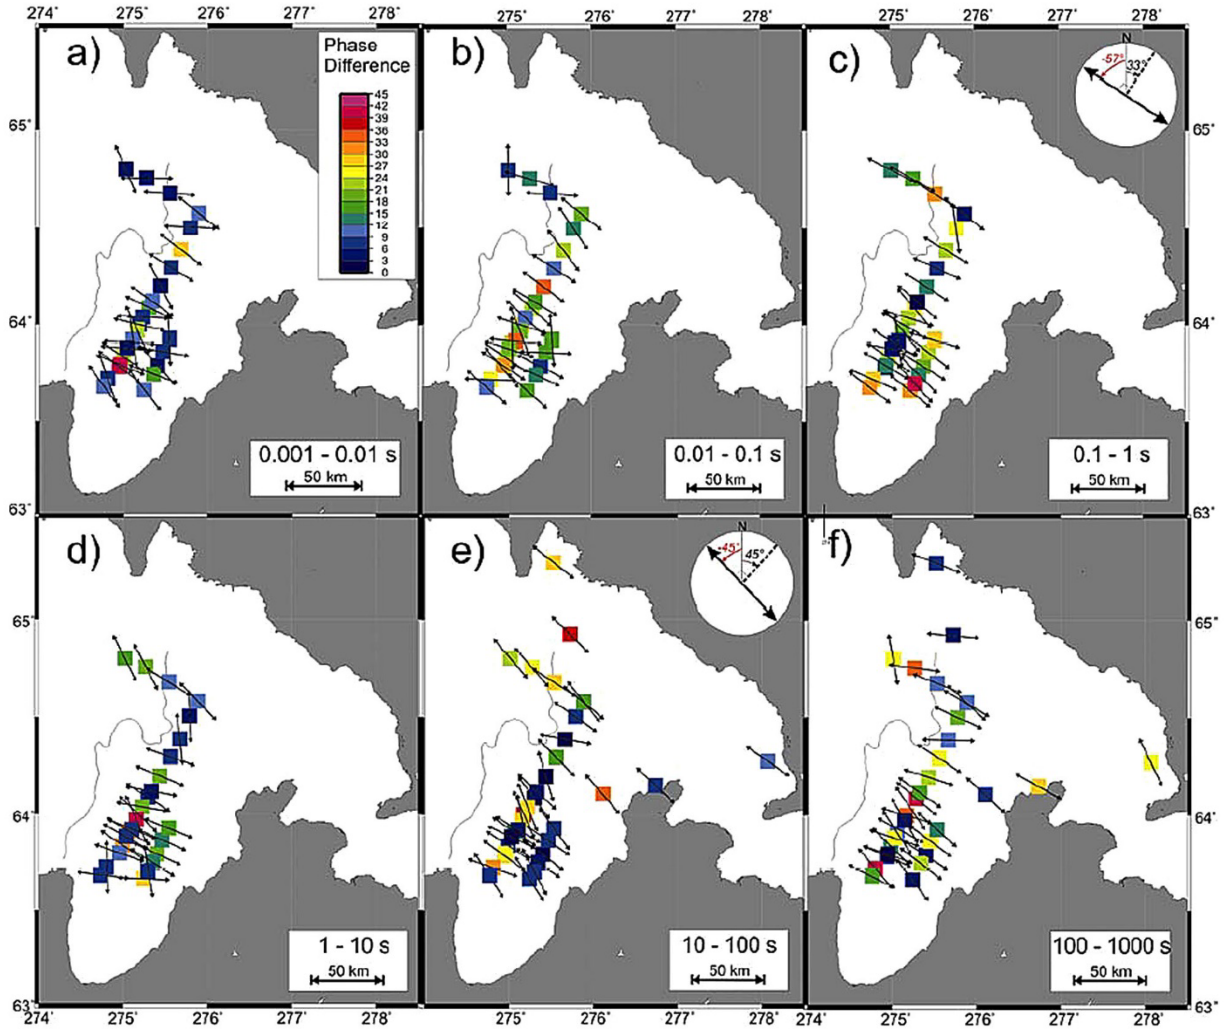 275° 276° 277° 278° 275° 276° 277° 278° 275° 276° 277° 278°
a)
Phase
Difference
45
42
39
36
33
30
27
24
21
18
15
12
9
6
3
0
b)
c)
N
-57° 33°
65° 65°
64° 64°
0.001 - 0.01 s
50 km
0.01 - 0.1 s
50 km
0.1 - 1 s
50 km
63° 63°
d)
e)
N
-45° 45°
f)
65° 65°
64° 64°
1 - 10 s
50 km
10 - 100 s
50 km
100 - 1000 s
50 km
63° 63°
274° 275° 276° 277° 275° 276° 277° 278° 275° 276° 277° 278°